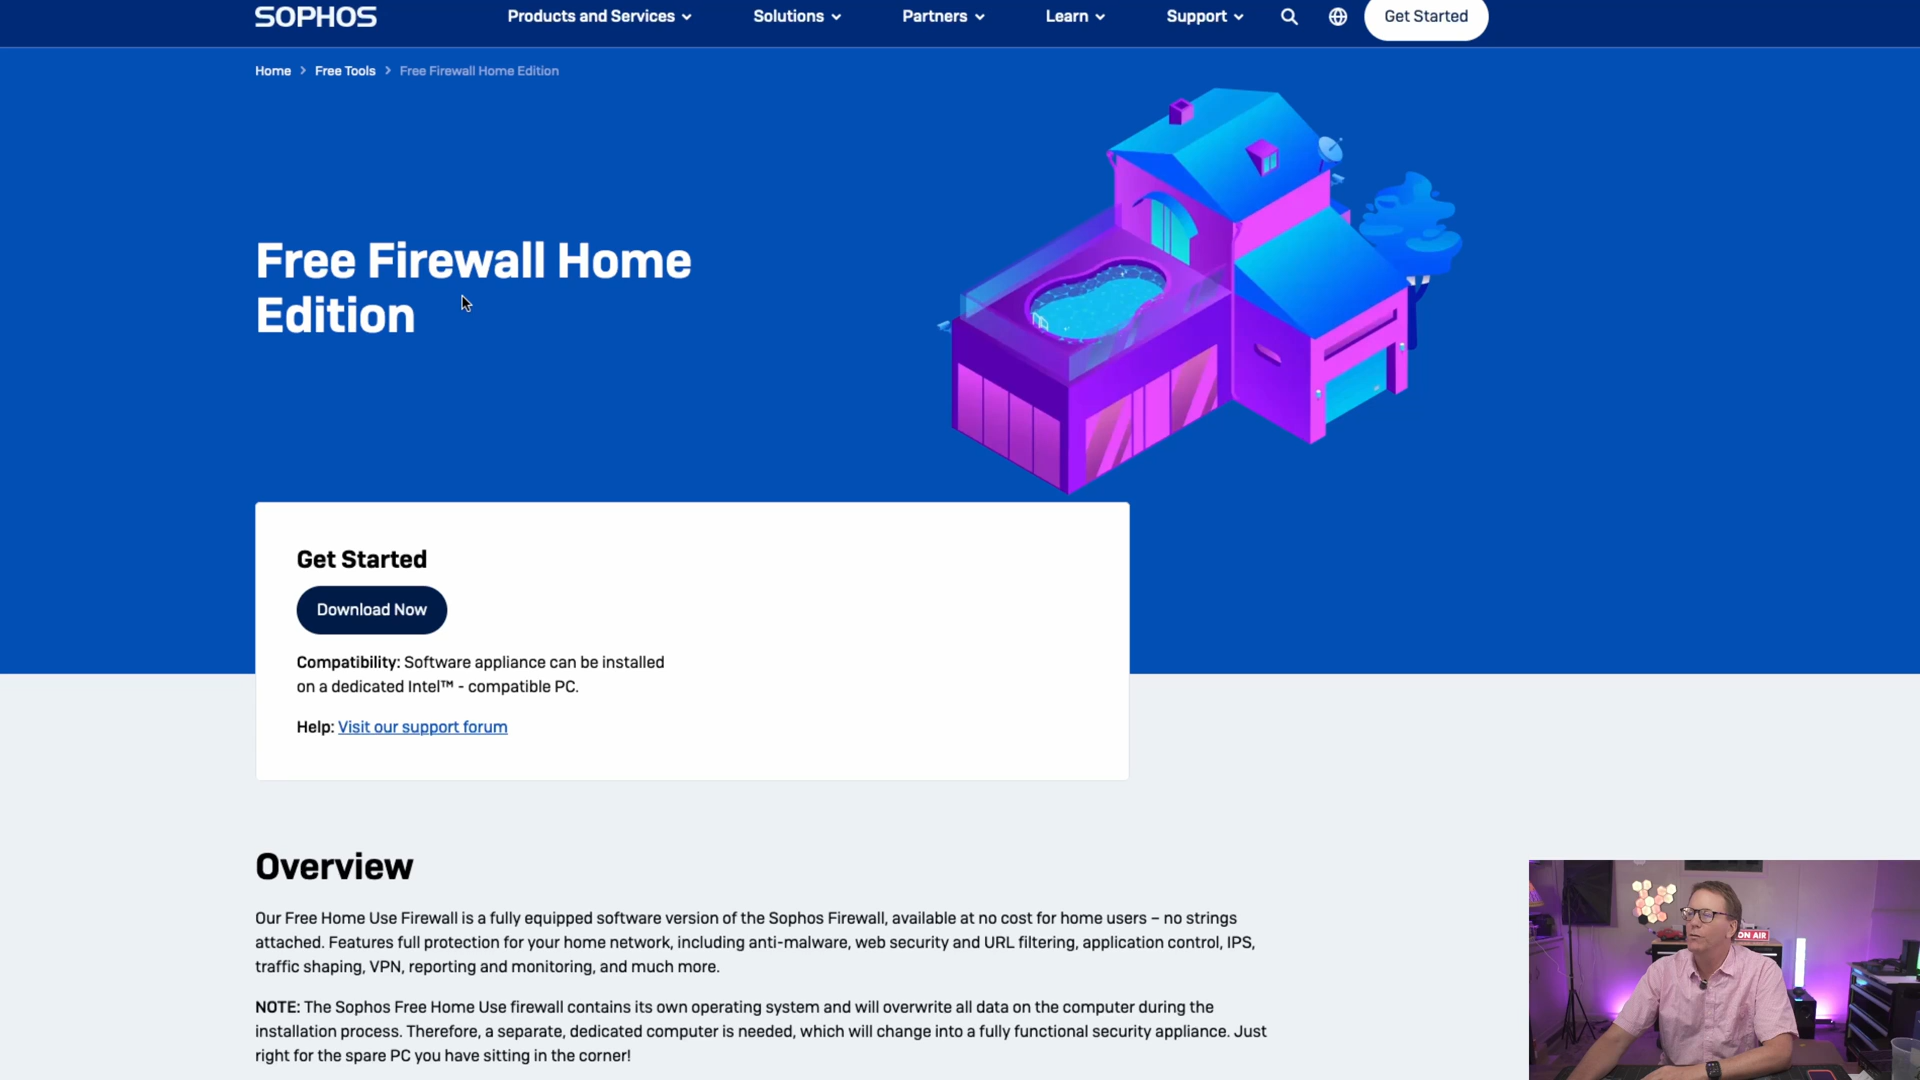 SOPHOS
Products and Services
Solutions
Partners
Learn
Support
Get Started
Home > Free Tools > Free Firewall Home Edition
Free Firewall Home
Edition
Get Started
Download Now
Compatibility: Software appliance can be installed
on a dedicated Intel™ - compatible PC.
Help: Visit our support forum
Overview
Our Free Home Use Firewall is a fully equipped software version of the Sophos Firewall, available at no cost for home users – no strings
attached. Features full protection for your home network, including anti-malware, web security and URL filtering, application control, IPS,
traffic shaping, VPN, reporting and monitoring, and much more.
NOTE: The Sophos Free Home Use firewall contains its own operating system and will overwrite all data on the computer during the
installation process. Therefore, a separate, dedicated computer is needed, which will change into a fully functional security appliance. Just
right for the spare PC you have sitting in the corner!
ON AIR